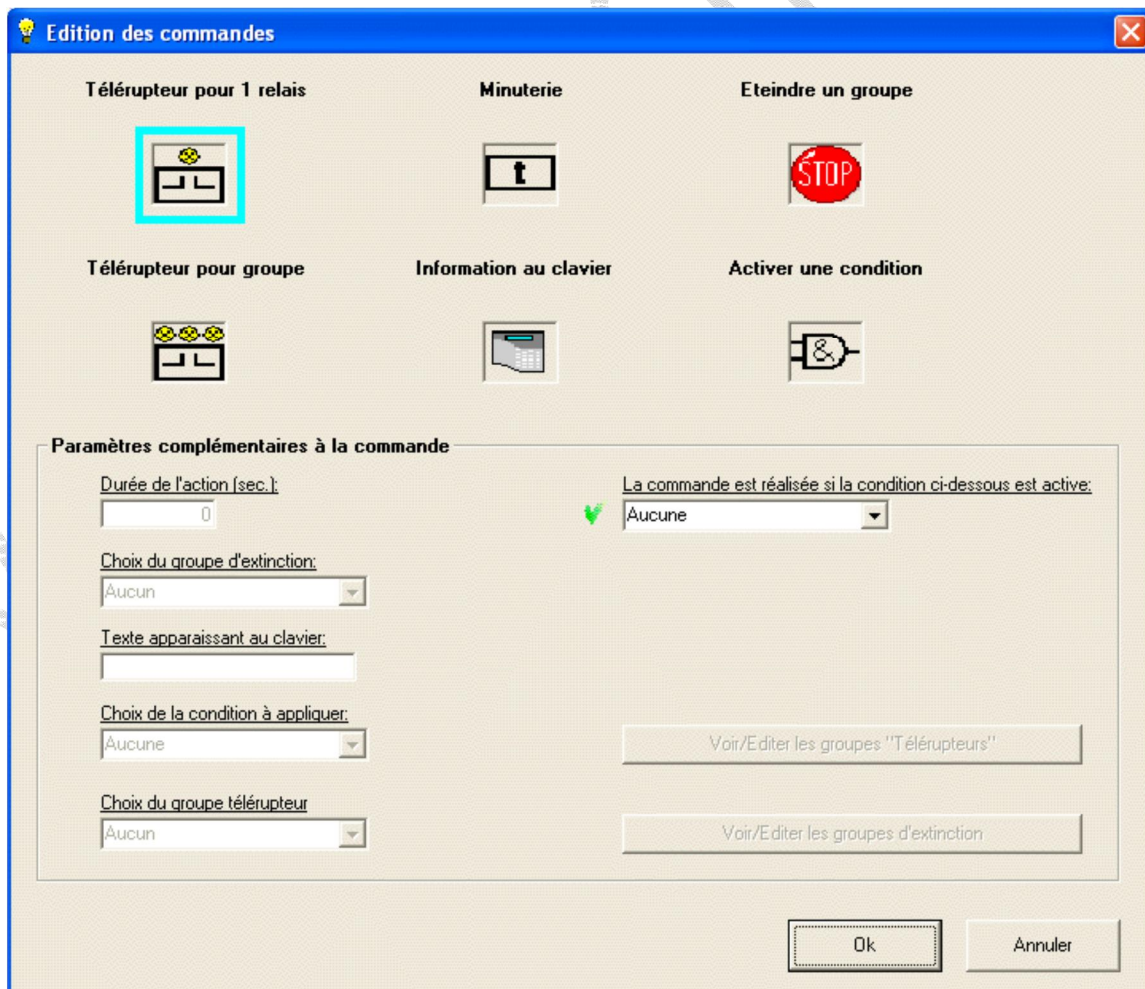 Edition des commandes
Télérupteur pour 1 relais
Minuterie
Eteindre un groupe
t
STOP
Télérupteur pour groupe
Information au clavier
Activer une condition
&
Paramètres complémentaires à la commande
Durée de l'action (sec.):
0
La commande est réalisée si la condition ci-dessous est active:
Aucune
Choix du groupe d'extinction:
Aucun
Texte apparaissant au clavier:
Choix de la condition à appliquer:
Aucune
Voir/Editer les groupes "Télérupteurs"
Choix du groupe télérupteur
Aucun
Voir/Editer les groupes d'extinction
Ok
Annuler